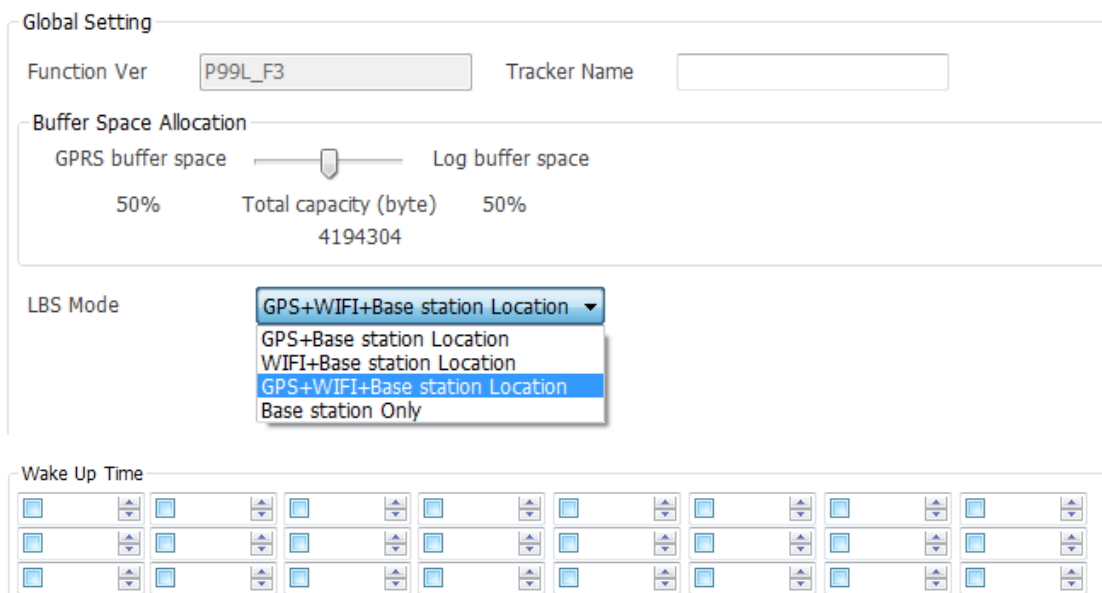 Global Setting
Function Ver P99L_F3 Tracker Name
Buffer Space Allocation
GPRS buffer space Log buffer space
50% Total capacity (byte) 50%
4194304
LBS Mode GPS+WIFI+Base station Location
GPS+Base station Location
WIFI+Base station Location
GPS+WIFI+Base station Location
Base station Only
Wake Up Time